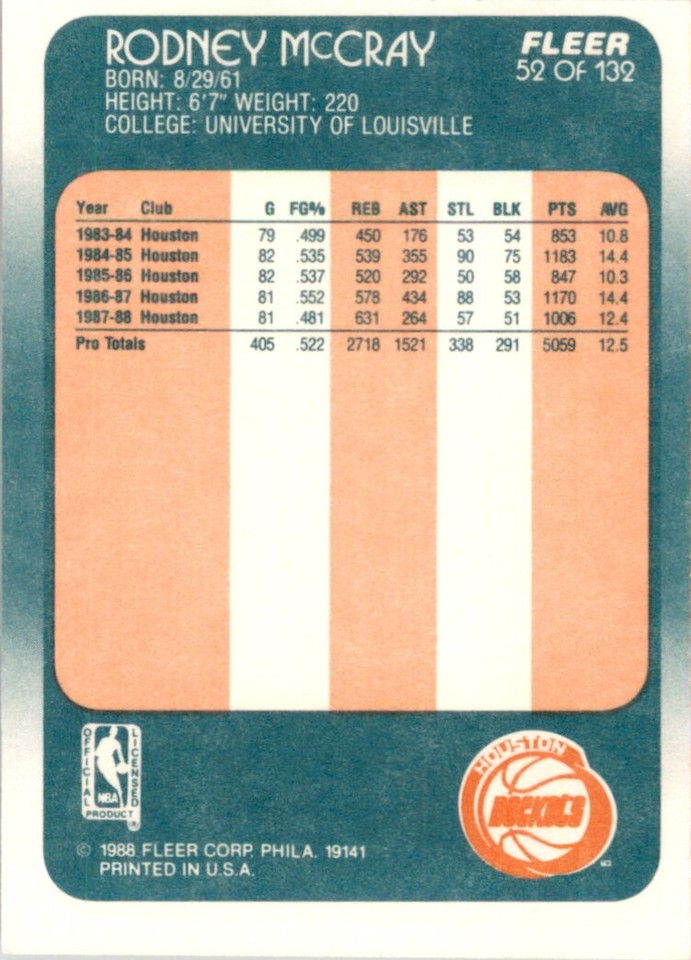 RODNEY McCRAY
FLEER
52 OF 132
BORN: 8/29/61
HEIGHT: 6'7" WEIGHT: 220
COLLEGE: UNIVERSITY OF LOUISVILLE
Year Club G FG% REB AST STL BLK PTS AVG
1983-84 Houston 79 .499 450 176 53 54 853 10.8
1984-85 Houston 82 .535 539 355 90 75 1183 14.4
1985-86 Houston 82 .537 520 292 50 58 847 10.3
1986-87 Houston 81 .552 578 434 88 53 1170 14.4
1987-88 Houston 81 .481 631 264 57 51 1006 12.4
Pro Totals 405 .522 2718 1521 338 291 5059 12.5
OFFICIAL LICENSED
NBA
PRODUCT
®
HOUSTON
ROCKETS
© 1988 FLEER CORP. PHILA. 19141
PRINTED IN U.S.A.